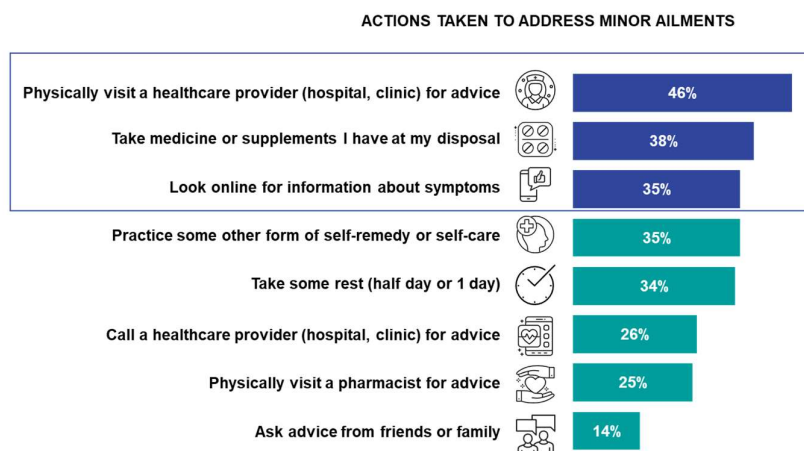 ACTIONS TAKEN TO ADDRESS MINOR AILMENTS
Physically visit a healthcare provider (hospital, clinic) for advice 46%
Take medicine or supplements I have at my disposal 38%
Look online for information about symptoms 35%
Practice some other form of self-remedy or self-care 35%
Take some rest (half day or 1 day) 34%
Call a healthcare provider (hospital, clinic) for advice 26%
Physically visit a pharmacist for advice 25%
Ask advice from friends or family 14%